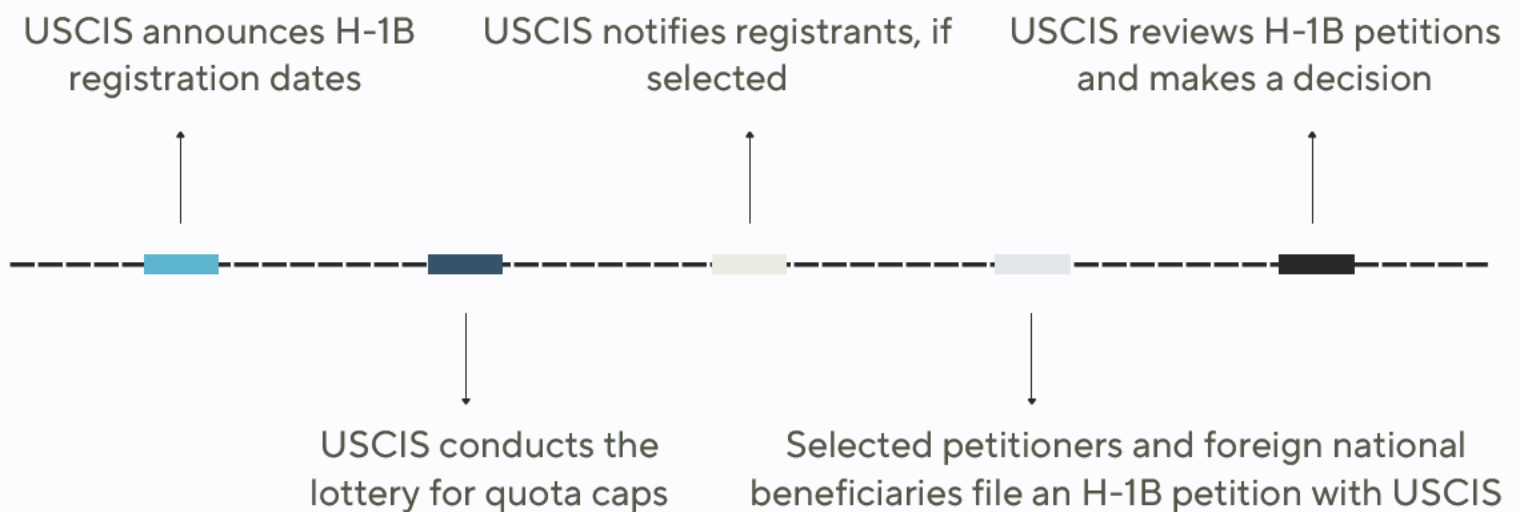 USCIS announces H-1B
registration dates
USCIS conducts the
lottery for quota caps
USCIS notifies registrants, if
selected
Selected petitioners and foreign national
beneficiaries file an H-1B petition with USCIS
USCIS reviews H-1B petitions
and makes a decision